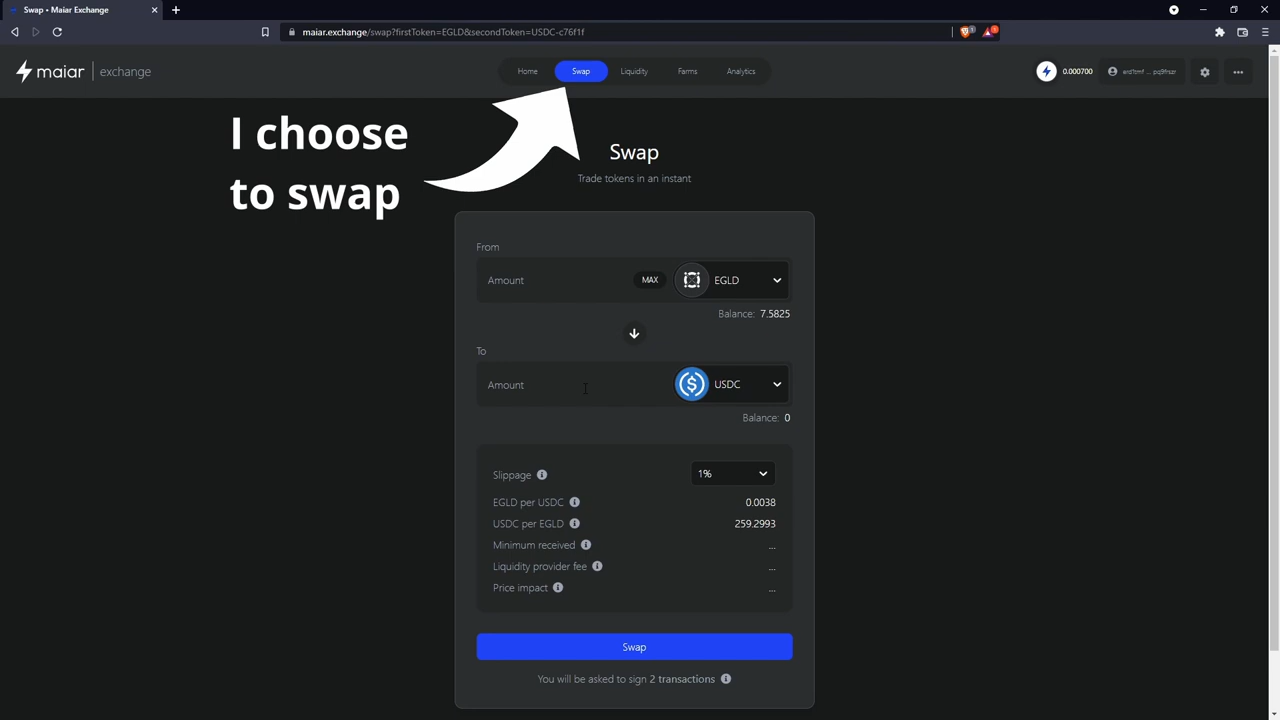 Swap • Maiar Exchange
maiar.exchange/swap?firstToken=EGLD&secondToken=USDC-c76f1f
maiar exchange
Home Swap Liquidity Farms Analytics
0.000700
I choose
to swap
Swap
Trade tokens in an instant
From
Amount MAX EGLD
Balance: 7.5825
To
Amount USDC
Balance: 0
Slippage 1%
EGLD per USDC 0.0038
USDC per EGLD 259.2993
Minimum received ...
Liquidity provider fee ...
Price impact ...
Swap
You will be asked to sign 2 transactions